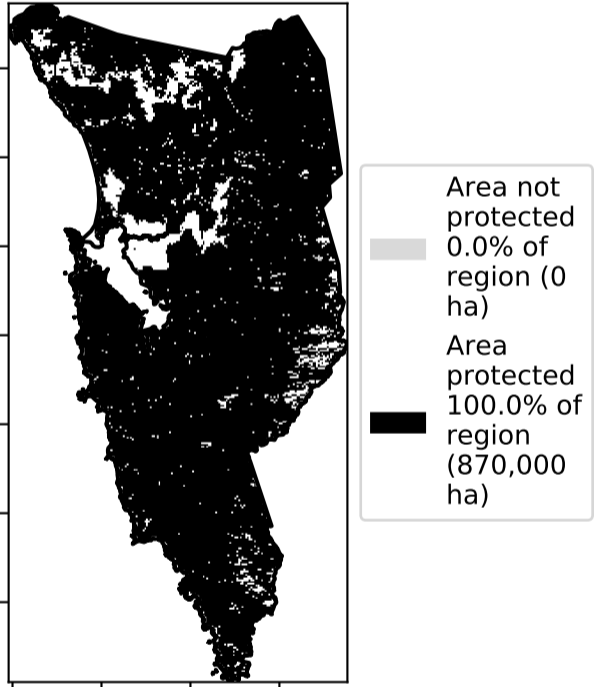 Area not
protected
0.0% of
region (0
ha)
Area
protected
100.0% of
region
(870,000
ha)